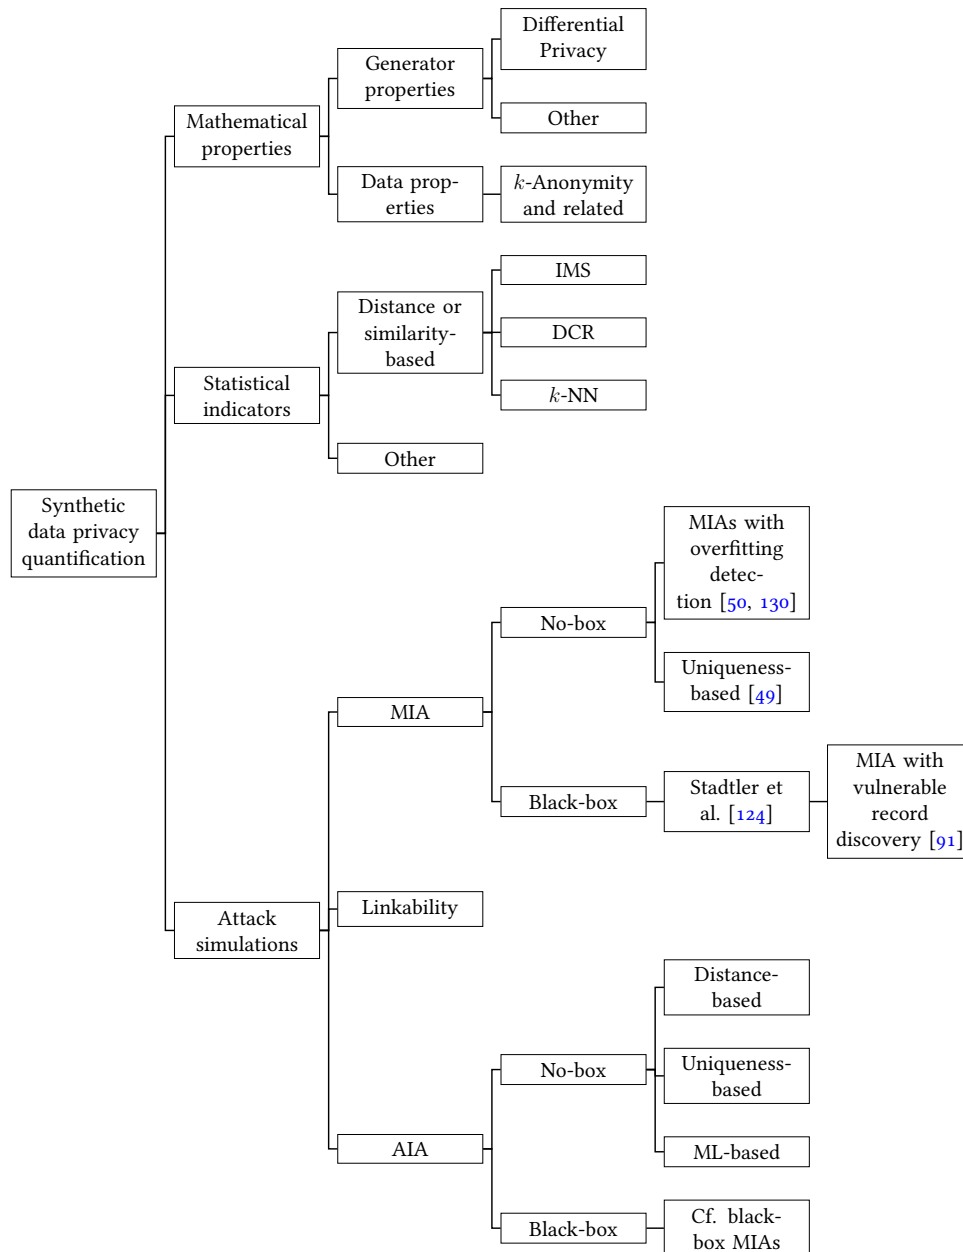 Differential
Privacy
Generator
properties
Other
Mathematical
properties
Data prop-
erties
k-Anonymity
and related
IMS
Distance or
similarity-
based
DCR
k-NN
Statistical
indicators
Other
Synthetic
data privacy
quantification
MIAs with
overfitting
detec-
tion [50, 130]
No-box
Uniqueness-
based [49]
MIA
MIA with
vulnerable
record
discovery [91]
Black-box
Stadtler et
al. [124]
Linkability
Attack
simulations
Distance-
based
No-box
Uniqueness-
based
ML-based
AIA
Black-box
Cf. black-
box MIAs